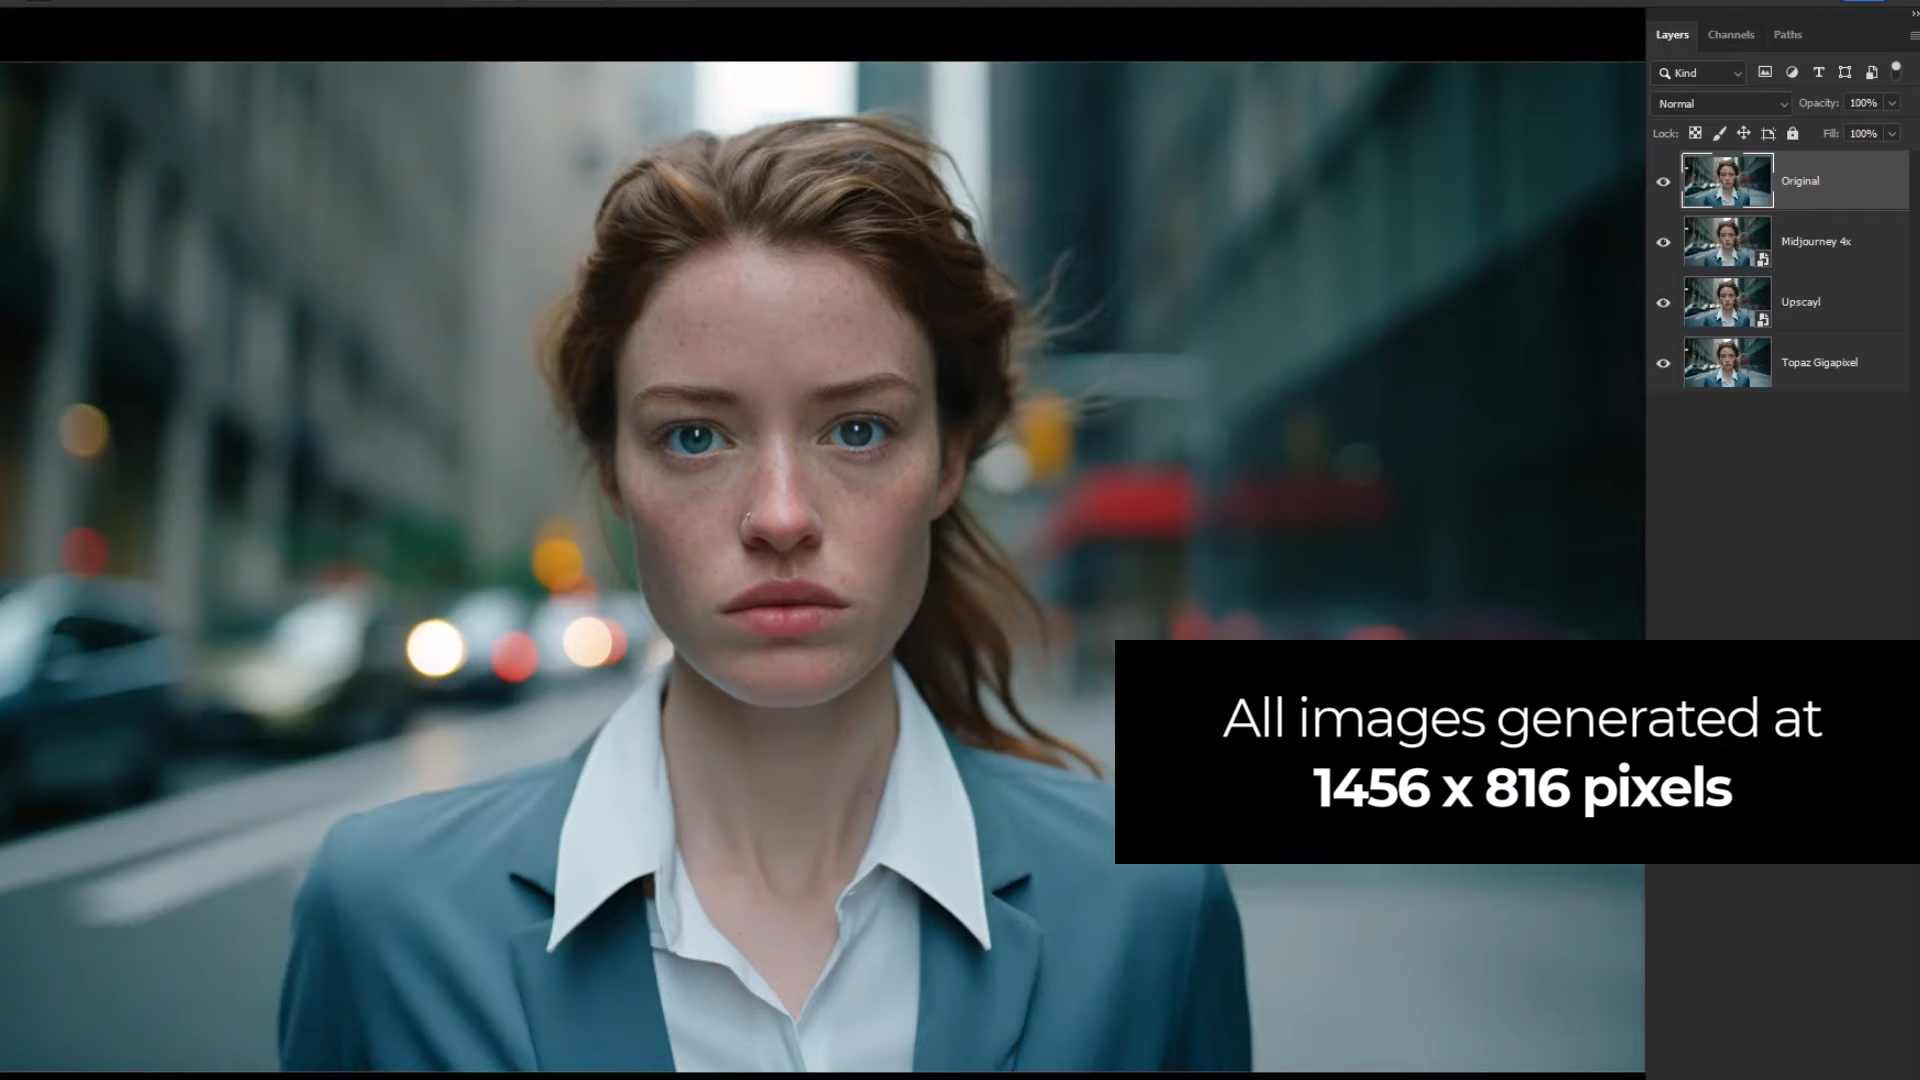 Layers Channels Paths
Kind
Normal Opacity: 100%
Lock: Fill: 100%
Original
Midjourney 4x
Upscayl
Topaz Gigapixel
All images generated at
1456 x 816 pixels